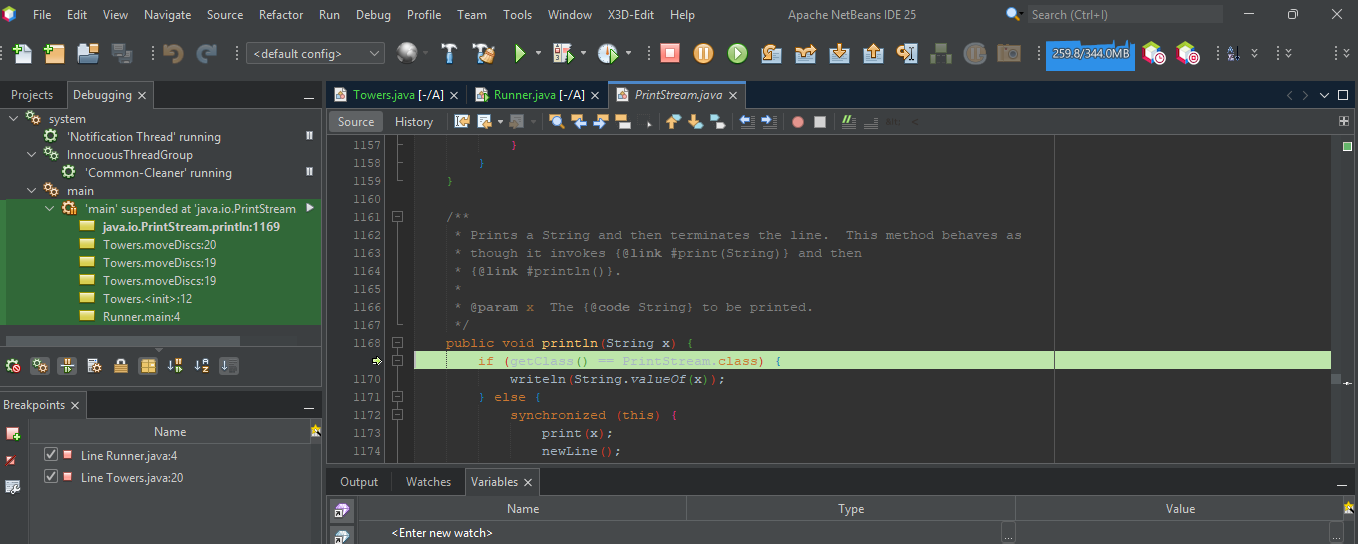 File Edit View Navigate Source Refactor Run Debug Profile Team Tools Window X3D-Edit Help Apache NetBeans IDE 25 Search (Ctrl+I)
<default config> 259.8/344.0MB
Projects Debugging
system
'Notification Thread' running
InnocuousThreadGroup
'Common-Cleaner' running
main
'main' suspended at 'java.io.PrintStream
java.io.PrintStream.println:1169
Towers.moveDiscs:20
Towers.moveDiscs:19
Towers.moveDiscs:19
Towers.<init>:12
Runner.main:4
Breakpoints
Name
Line Runner.java:4
Line Towers.java:20
Towers.java [-/A] Runner.java [-/A] PrintStream.java
Source History
1157 }
1158 }
1159 }
1160
1161 /**
1162 * Prints a String and then terminates the line.  This method behaves as
1163 * though it invokes {@link #print(String)} and then
1164 * {@link #println()}.
1165 *
1166 * @param x  The {@code String} to be printed.
1167 */
1168 public void println(String x) {
if (getClass() == PrintStream.class) {
1170 writeln(String.valueOf(x));
1171 } else {
1172 synchronized (this) {
1173 print(x);
1174 newLine();
Output Watches Variables
Name Type Value
<Enter new watch> ... ...